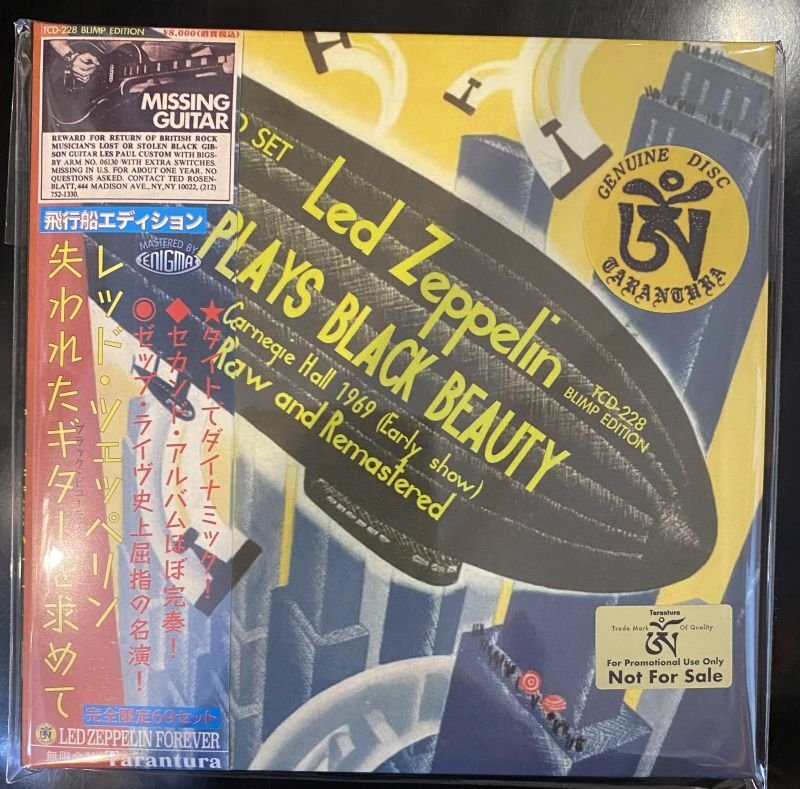 TCD-228 BLIMP EDITION
¥8,000(消費税込)
MISSING
GUITAR
REWARD FOR RETURN OF BRITISH ROCK
MUSICIAN'S LOST OR STOLEN BLACK GIB-
SON GUITAR LES PAUL CUSTOM WITH BIGS-
BY ARM NO. 06130 WITH EXTRA SWITCHES.
MISSING IN U.S. FOR ABOUT ONE YEAR. NO
QUESTIONS ASKED. CONTACT TED ROSEN-
BLATT, 444 MADISON AVE., NY, NY 10022, (212)
752-1330.
飛行船エディション
MASTERED BY
ENIGMA
レッド・ツェッペリン
失われたギターを求めて
★タイトでダイナミック!
◆セカンド・アルバムほぼ完奏!
◉ゼップ・ライヴ史上屈指の名演!
完全限定69セット
LED ZEPPELIN FOREVER
Tarantura
SET
Led Zeppelin
PLAYS BLACK BEAUTY
Carnegie Hall 1969 (Early show)
Raw and Remastered
TCD-228
BLIMP EDITION
GENUINE DISC
TARANTURA
Tarantura
Trade Mark Of Quality
For Promotional Use Only
Not For Sale